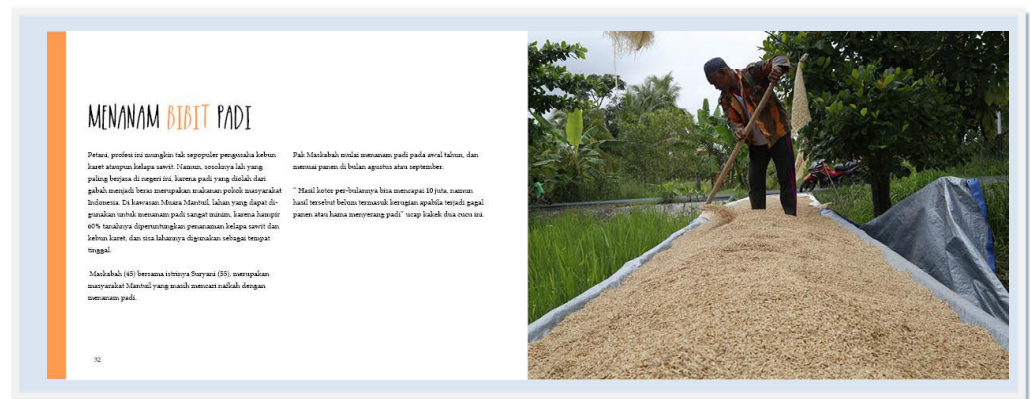 MENANAM BIBIT PADI
Petani, profesi ini mungkin tak sepopuler pengusaha kebun
karet ataupun kelapa sawit. Namun, sosoknya lah yang
paling berjasa di negeri ini, karena padi yang diolah dari
gabah menjadi beras merupakan makanan pokok masyarakat
Indonesia. Di kawasan Muara Mantuil, lahan yang dapat di-
gunakan untuk menanam padi sangat minim, karena hampir
60% tanahnya diperuntungkan penanaman kelapa sawit dan
kebun karet, dan sisa lahannya digunakan sebagai tempat
tinggal.
Maskabah (45) bersama istrinya Suryani (55), merupakan
masyarakat Mantuil yang masih mencari nafkah dengan
menanam padi.
Pak Maskabah mulai menanam padi pada awal tahun, dan
menuai panen di bulan agustus atau september.
" Hasil kotor per-bulannya bisa mencapai 10 juta, namun
hasil tersebut belum termasuk kerugian apabila terjadi gagal
panen atau hama menyerang padi" ucap kakek dua cucu ini.
32